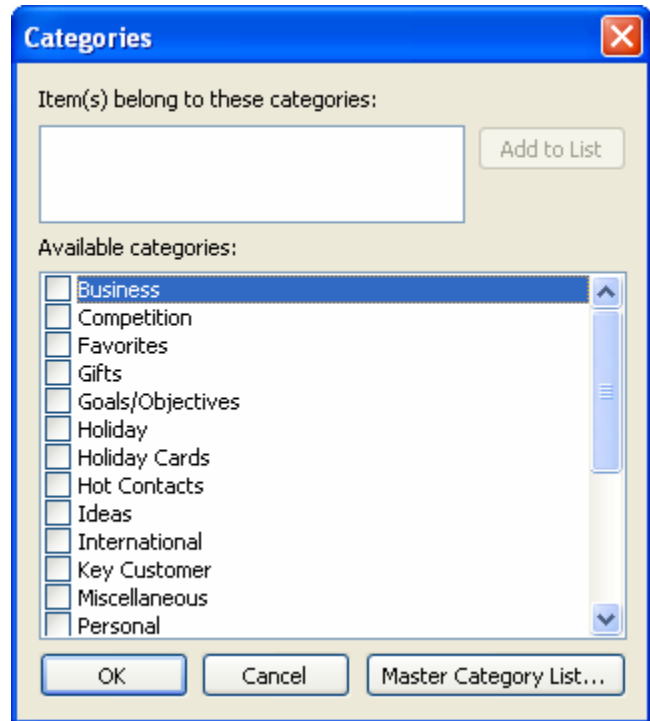 Categories
Item(s) belong to these categories:
Add to List
Available categories:
Business
Competition
Favorites
Gifts
Goals/Objectives
Holiday
Holiday Cards
Hot Contacts
Ideas
International
Key Customer
Miscellaneous
Personal
OK Cancel Master Category List...